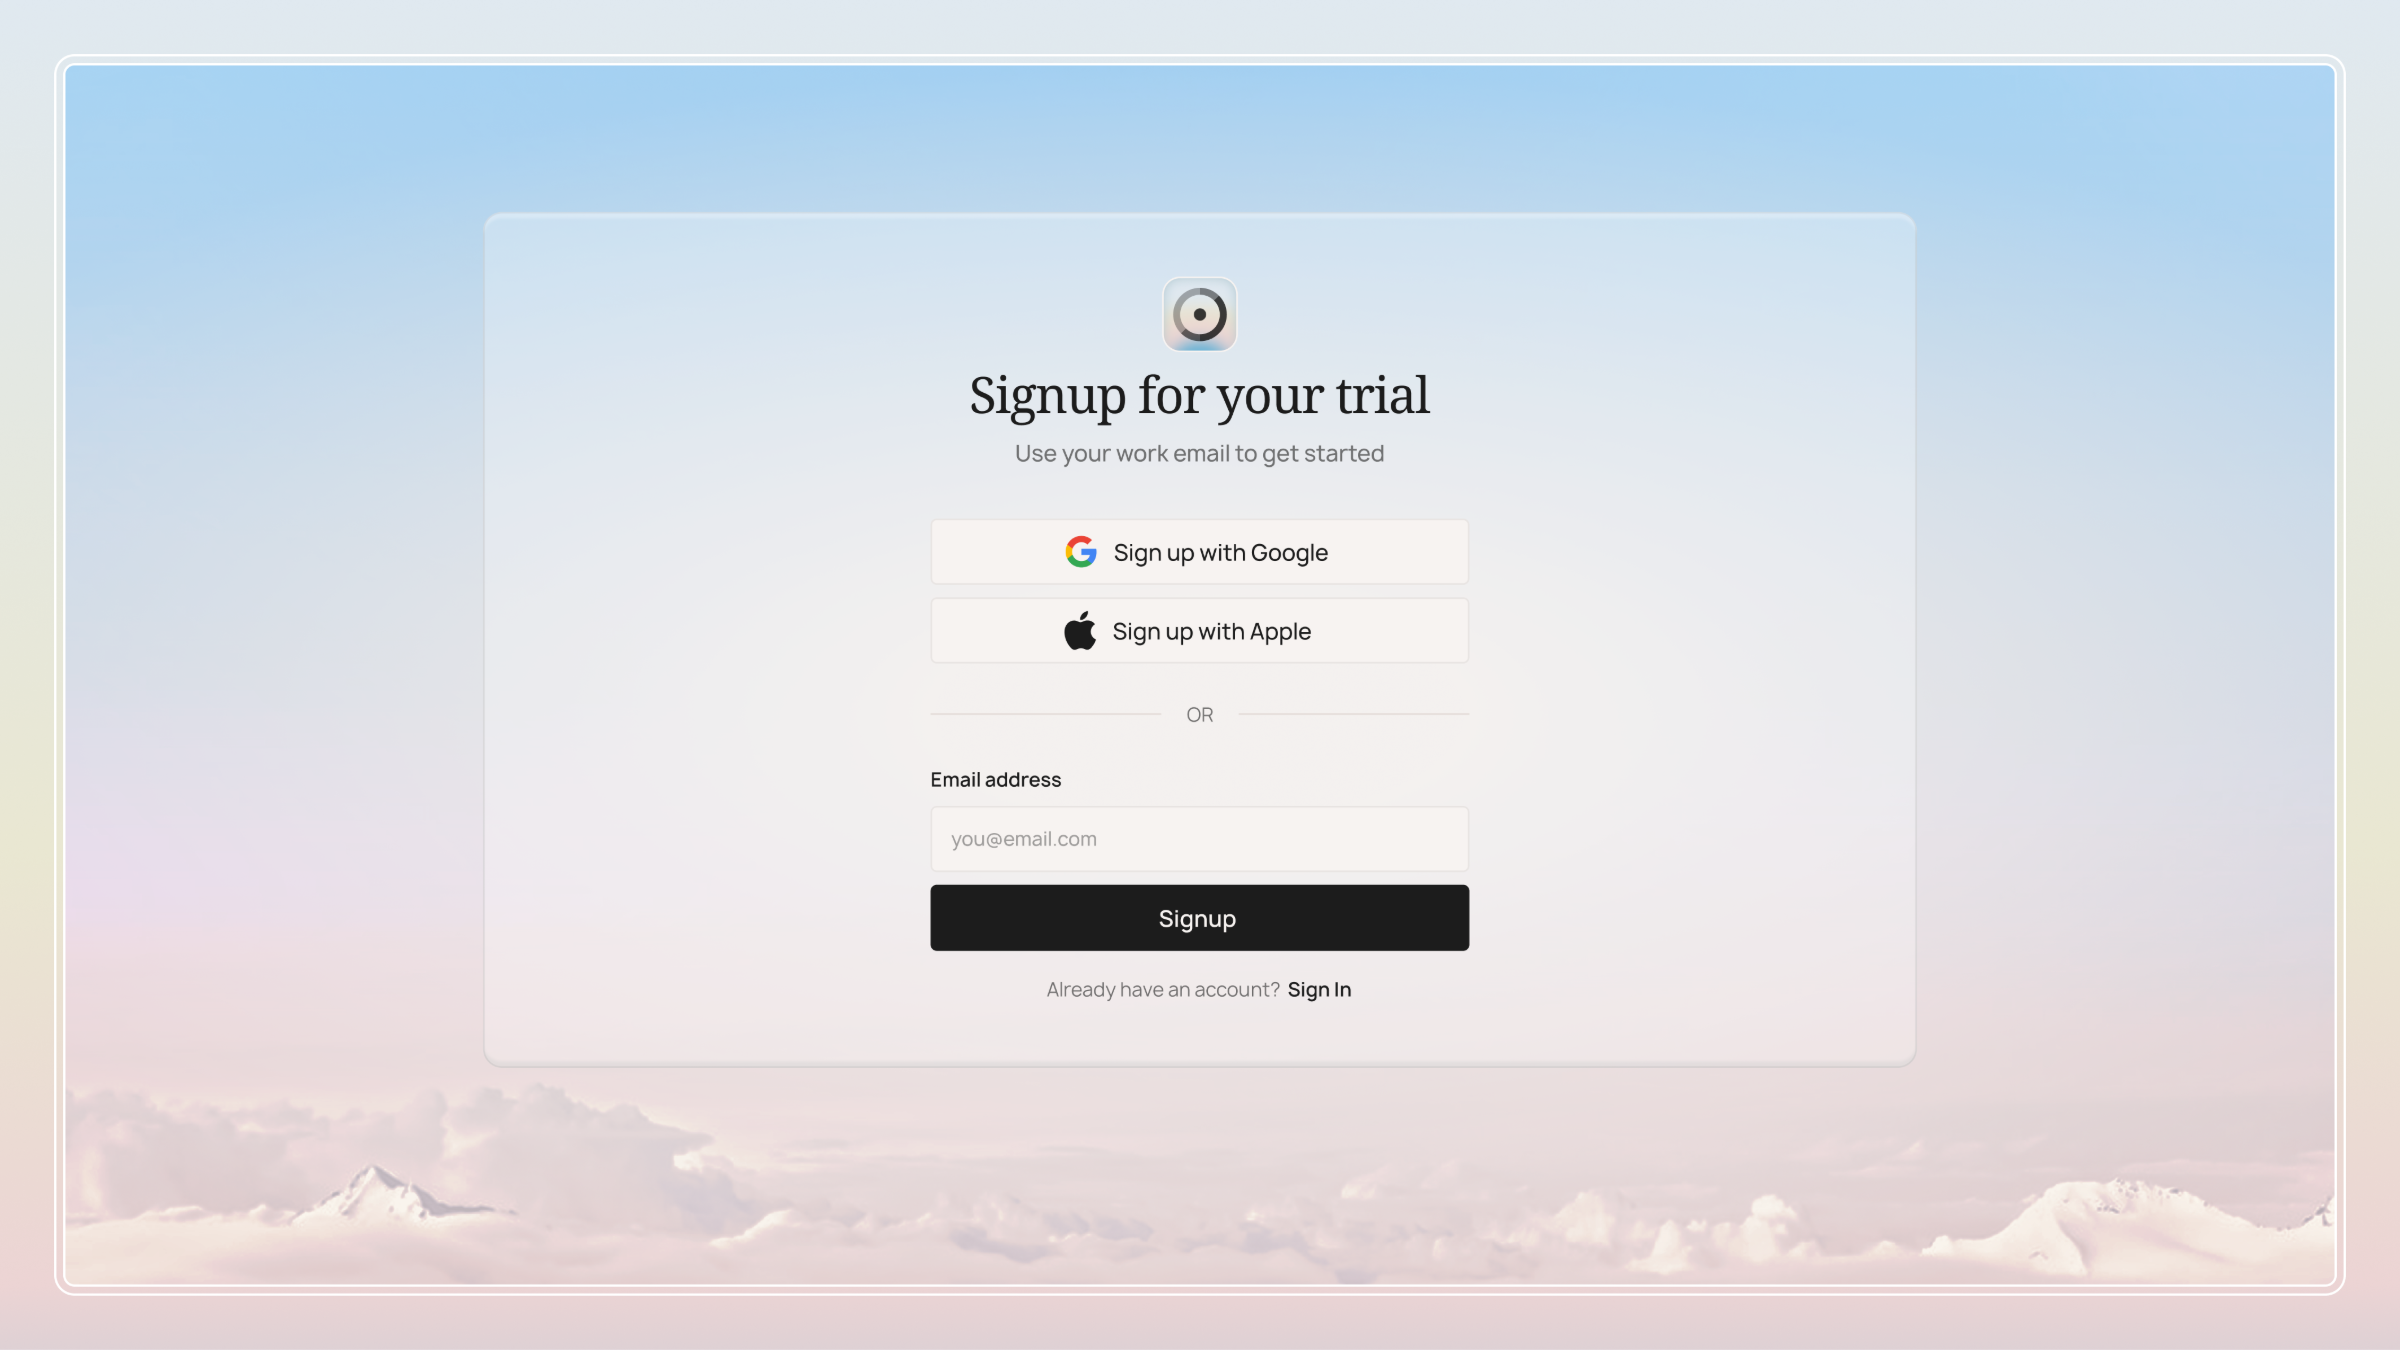 Signup for your trial
Use your work email to get started
Sign up with Google
Sign up with Apple
OR
Email address
you@email.com
Signup
Already have an account? Sign In